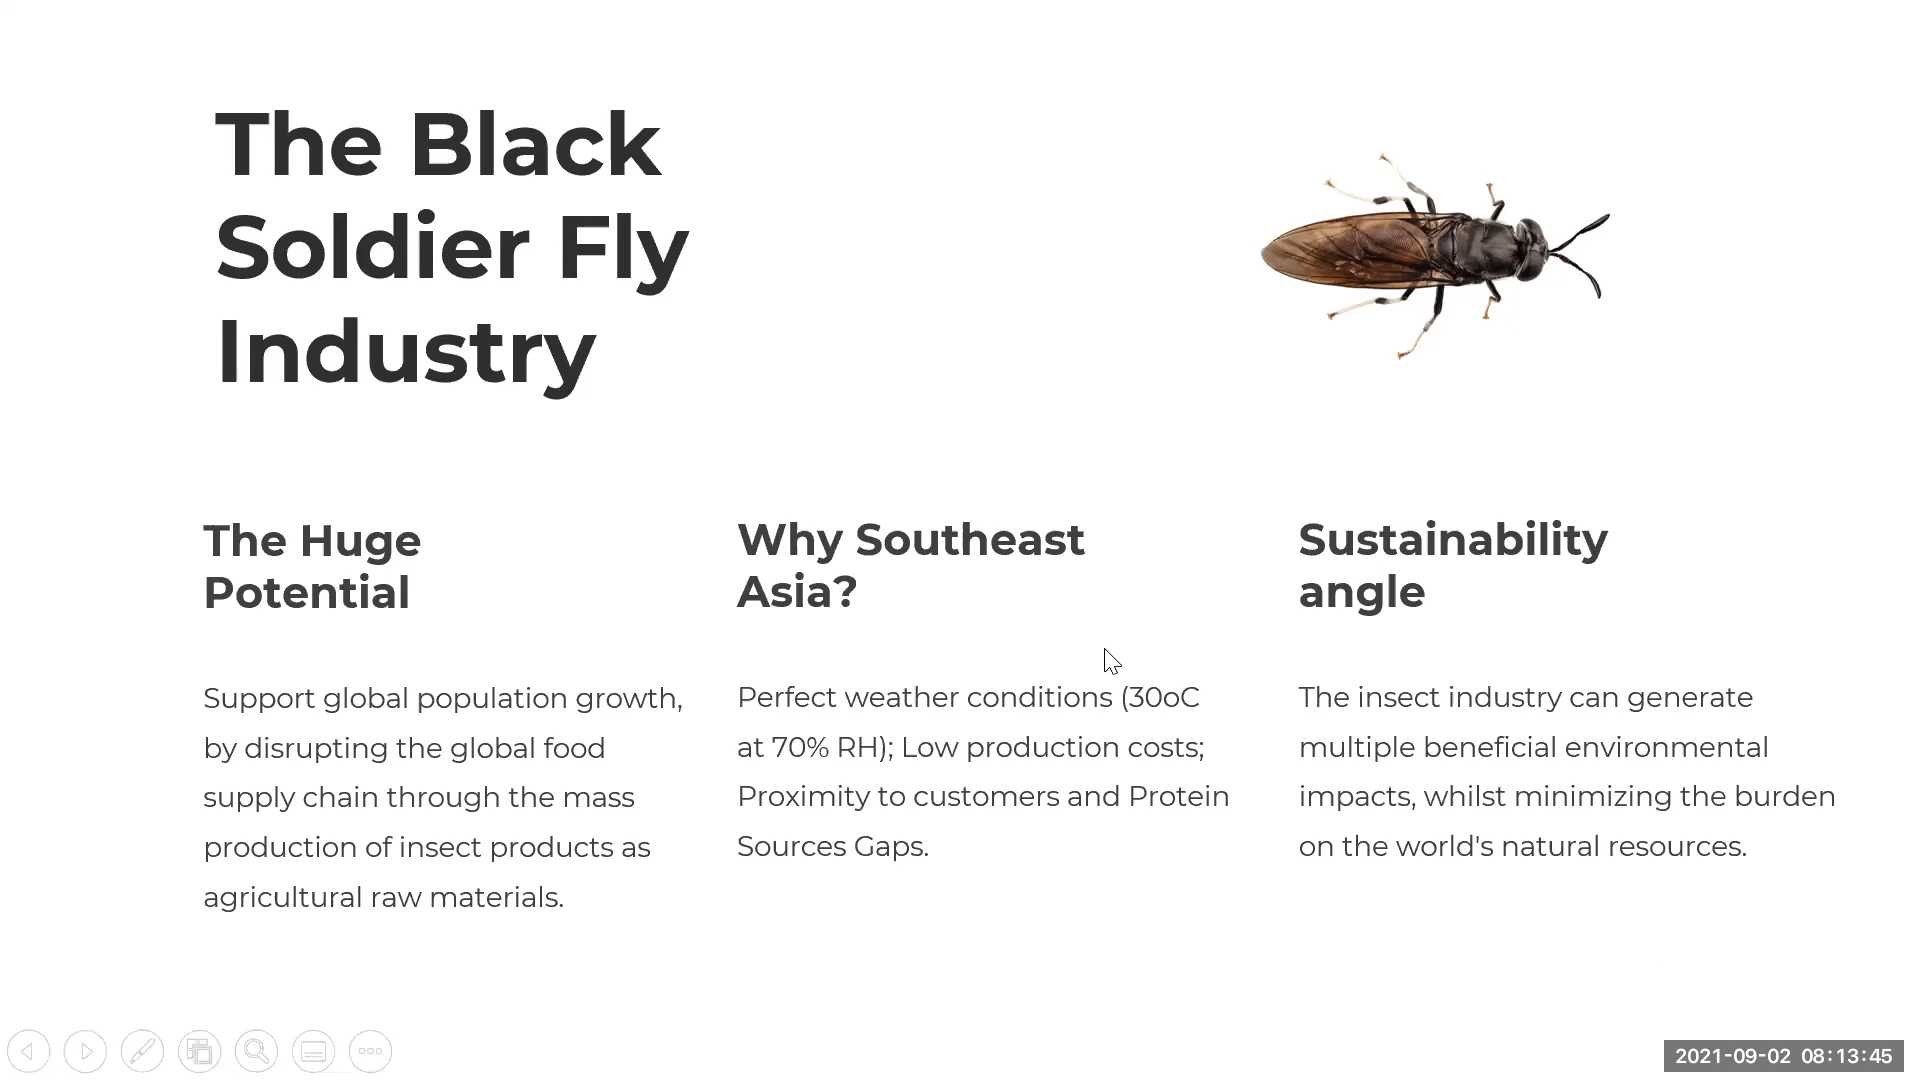 The Black
Soldier Fly
Industry
The Huge
Potential
Support global population growth,
by disrupting the global food
supply chain through the mass
production of insect products as
agricultural raw materials.
Why Southeast
Asia?
Perfect weather conditions (30oC
at 70% RH); Low production costs;
Proximity to customers and Protein
Sources Gaps.
Sustainability
angle
The insect industry can generate
multiple beneficial environmental
impacts, whilst minimizing the burden
on the world's natural resources.
2021-09-02 08:13:45